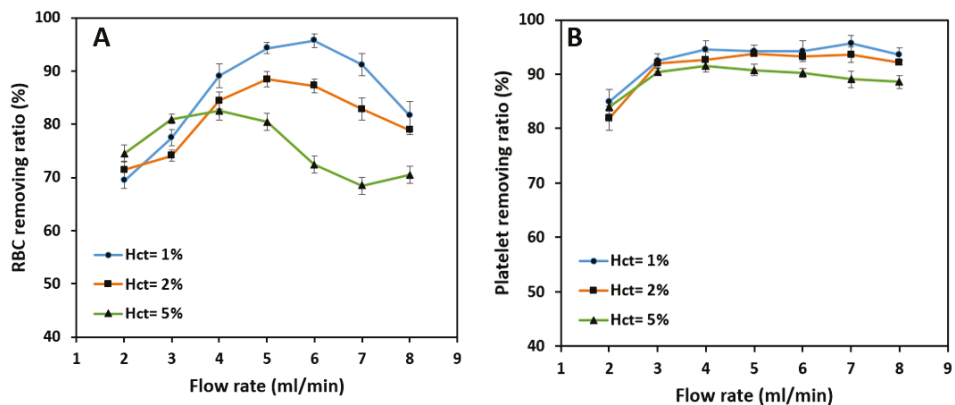 A
RBC removing ratio (%)
100
90
80
70
60
50
40
Hct= 1%
Hct= 2%
Hct= 5%
1 2 3 4 5 6 7 8 9
Flow rate (ml/min)
B
Platelet removing ratio (%)
100
90
80
70
60
50
40
Hct= 1%
Hct= 2%
Hct= 5%
1 2 3 4 5 6 7 8 9
Flow rate (ml/min)